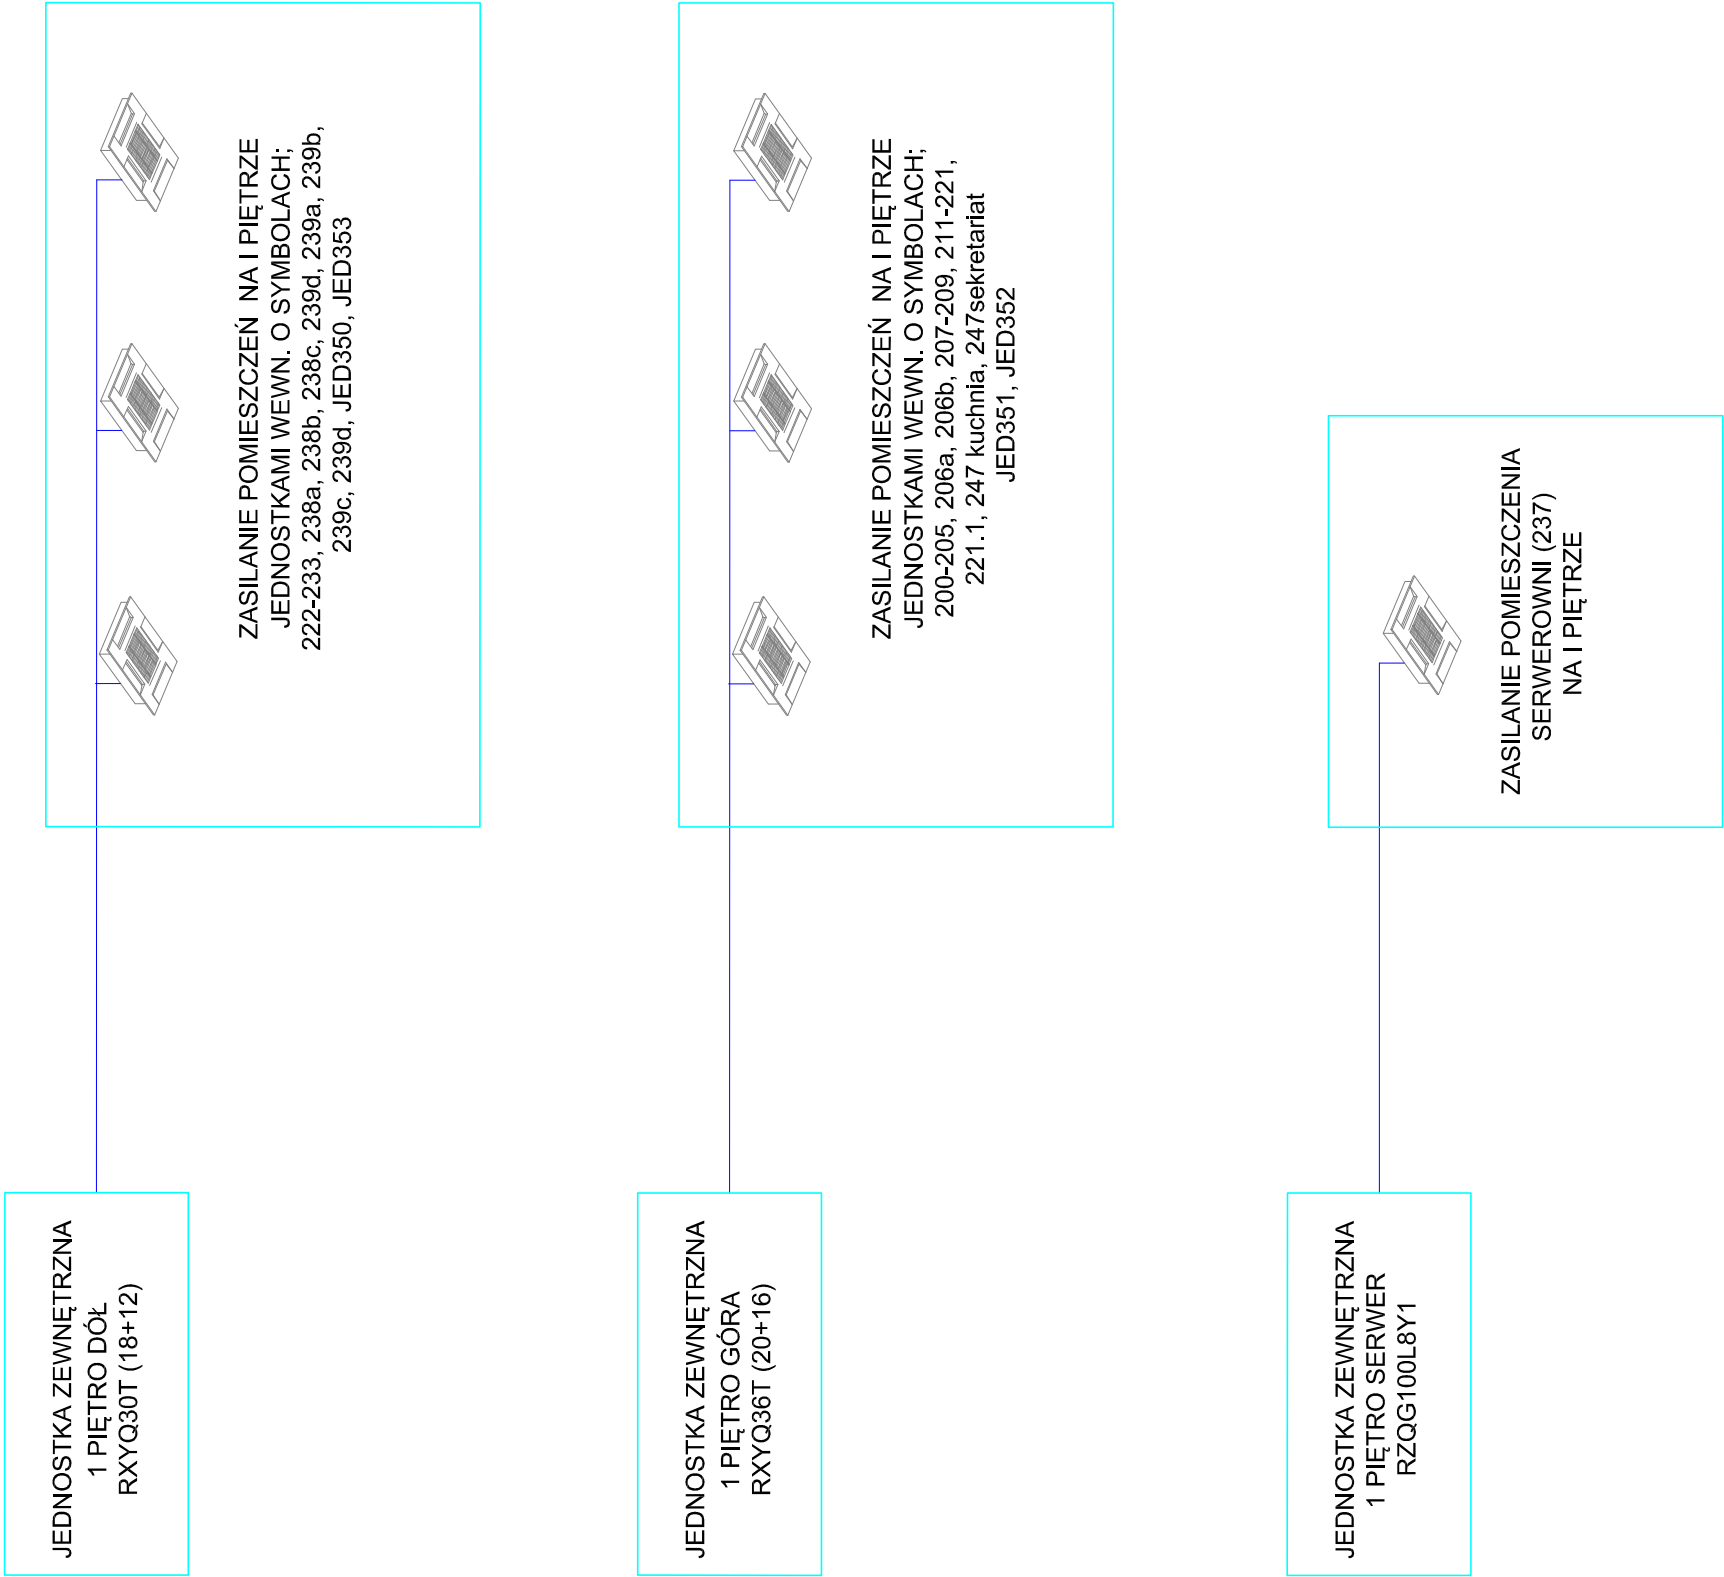 JEDNOSTKA ZEWNĘTRZNA
1 PIĘTRO DÓŁ
RXYQ30T (18+12)
ZASILANIE POMIESZCZEŃ NA I PIĘTRZE
JEDNOSTKAMI WEWN. O SYMBOLACH;
222-233, 238a, 238b, 238c, 239d, 239a, 239b,
239c, 239d, JED350, JED353
JEDNOSTKA ZEWNĘTRZNA
1 PIĘTRO GÓRA
RXYQ36T (20+16)
ZASILANIE POMIESZCZEŃ NA I PIĘTRZE
JEDNOSTKAMI WEWN. O SYMBOLACH;
200-205, 206a, 206b, 207-209, 211-221,
221.1, 247 kuchnia, 247sekretariat
JED351, JED352
JEDNOSTKA ZEWNĘTRZNA
1 PIĘTRO SERWER
RZQG100L8Y1
ZASILANIE POMIESZCZENIA
SERWEROWNI (237)
NA I PIĘTRZE